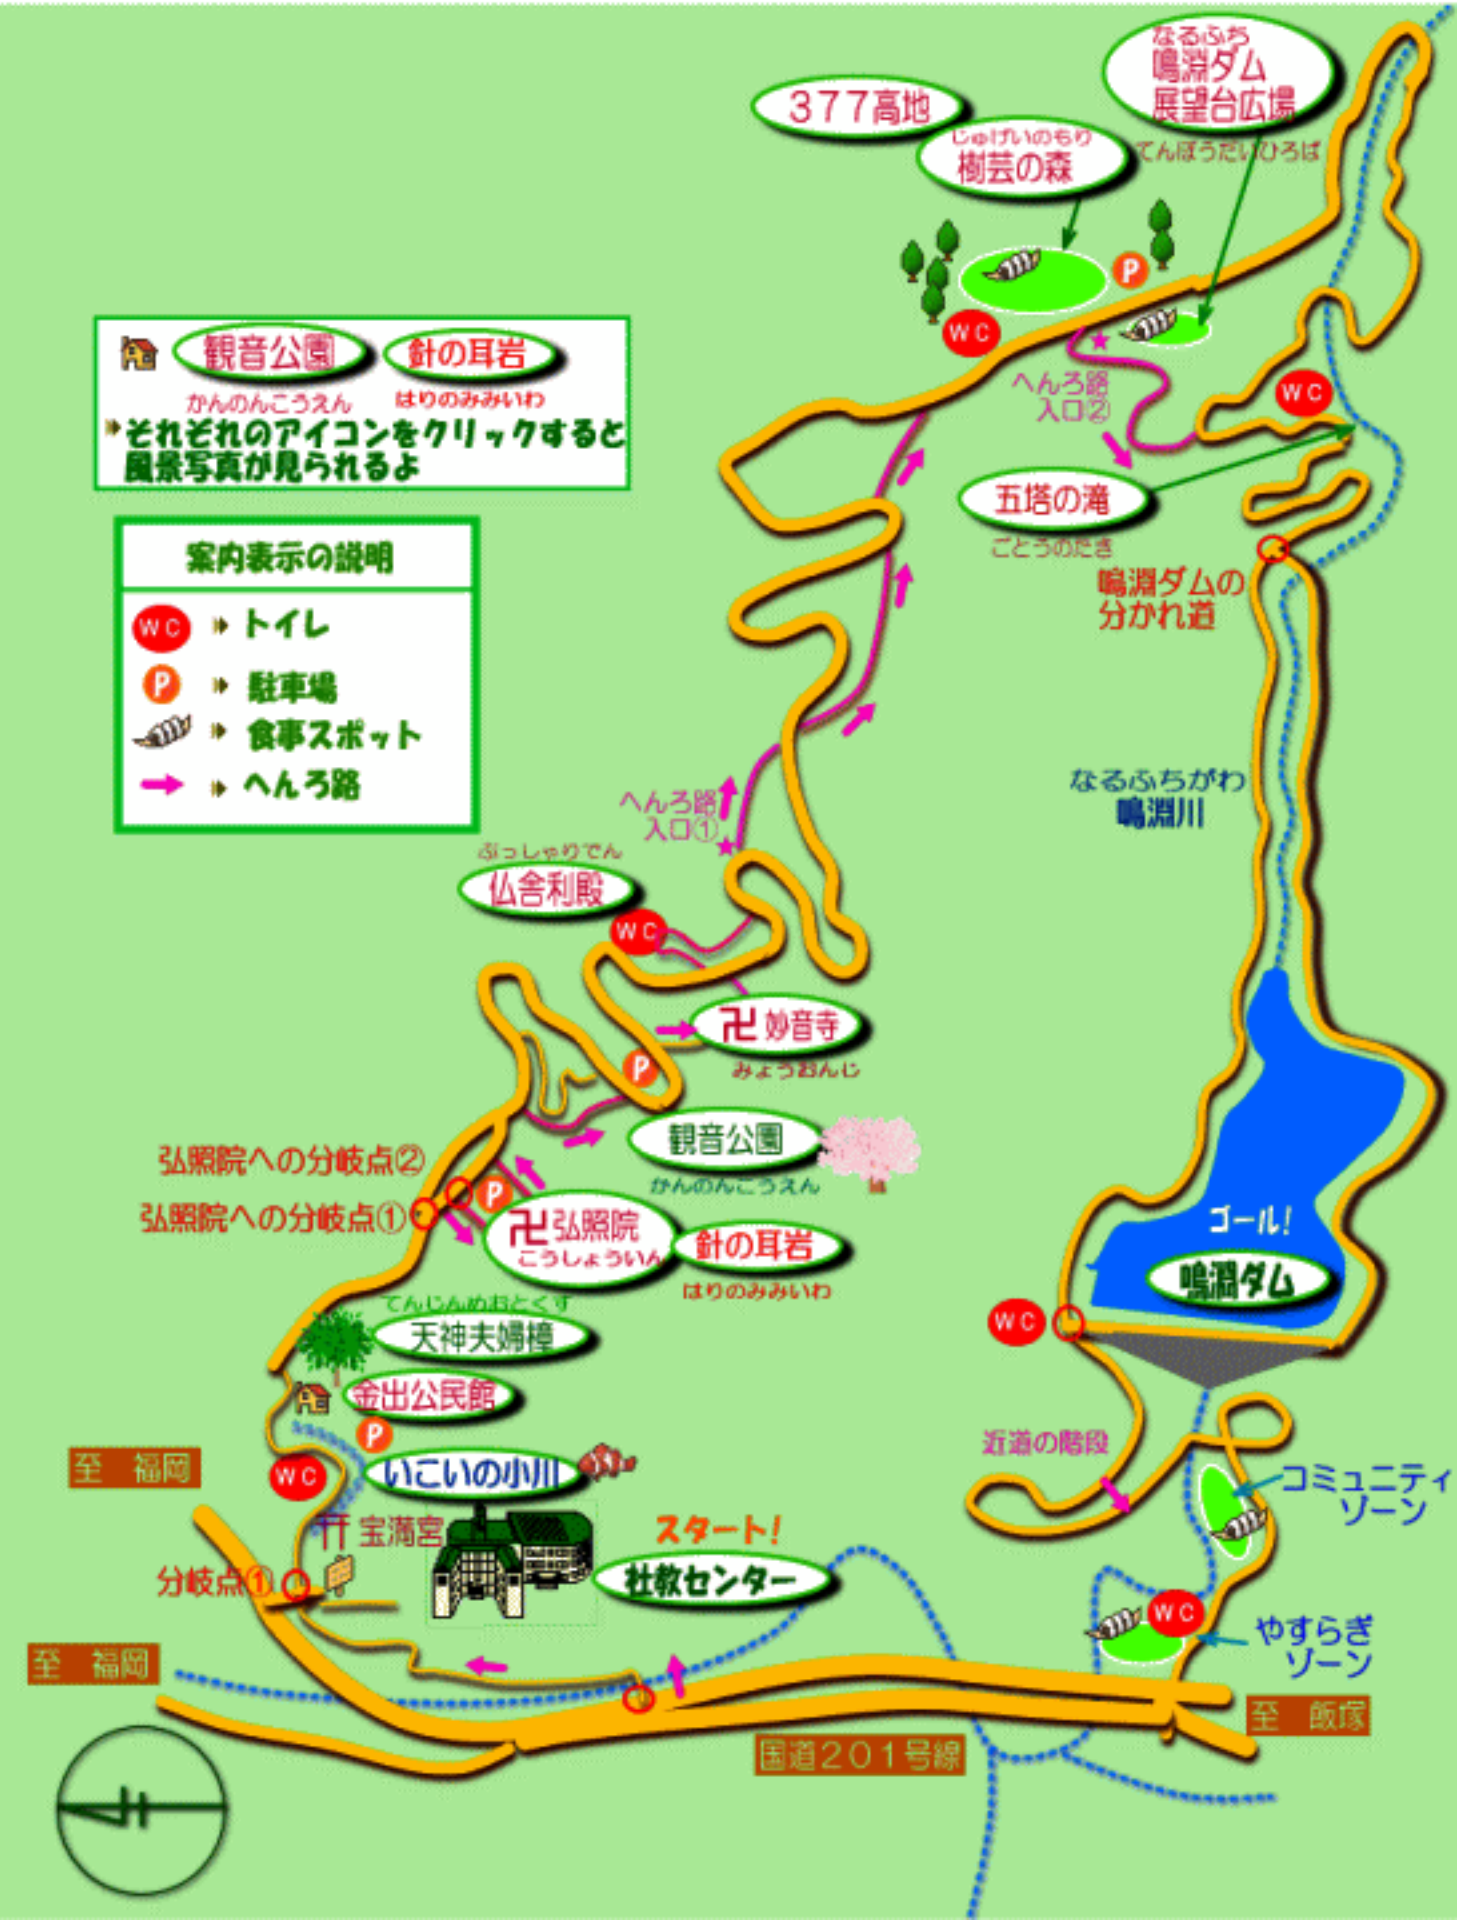 なるふち
鳴淵ダム
展望台広場
てんぼうだいひろば
377高地
じゅげいのもり
樹芸の森
P
WC
観音公園
針の耳岩
かんのんこうえん
はりのみみいわ
それぞれのアイコンをクリックすると
風景写真が見られるよ
へんろ路
入口②
WC
五塔の滝
ごとうのたき
案内表示の説明
WC トイレ
P 駐車場
食事スポット
へんろ路
鳴淵ダムの
分かれ道
なるふちがわ
鳴淵川
へんろ路
入口①
ぶっしゃりでん
仏舎利殿
WC
卍妙音寺
みょうおんじ
P
観音公園
かんのんこうえん
弘照院への分岐点②
弘照院への分岐点①
P
卍弘照院
こうしょういん
針の耳岩
はりのみみいわ
ゴール!
鳴淵ダム
WC
てんじんめおとくす
天神夫婦樟
金出公民館
P
いこいの小川
WC
至 福岡
宝満宮
スタート!
社教センター
分岐点①
近道の階段
コミュニティ
ゾーン
WC
やすらぎ
ゾーン
至 福岡
至 飯塚
国道201号線